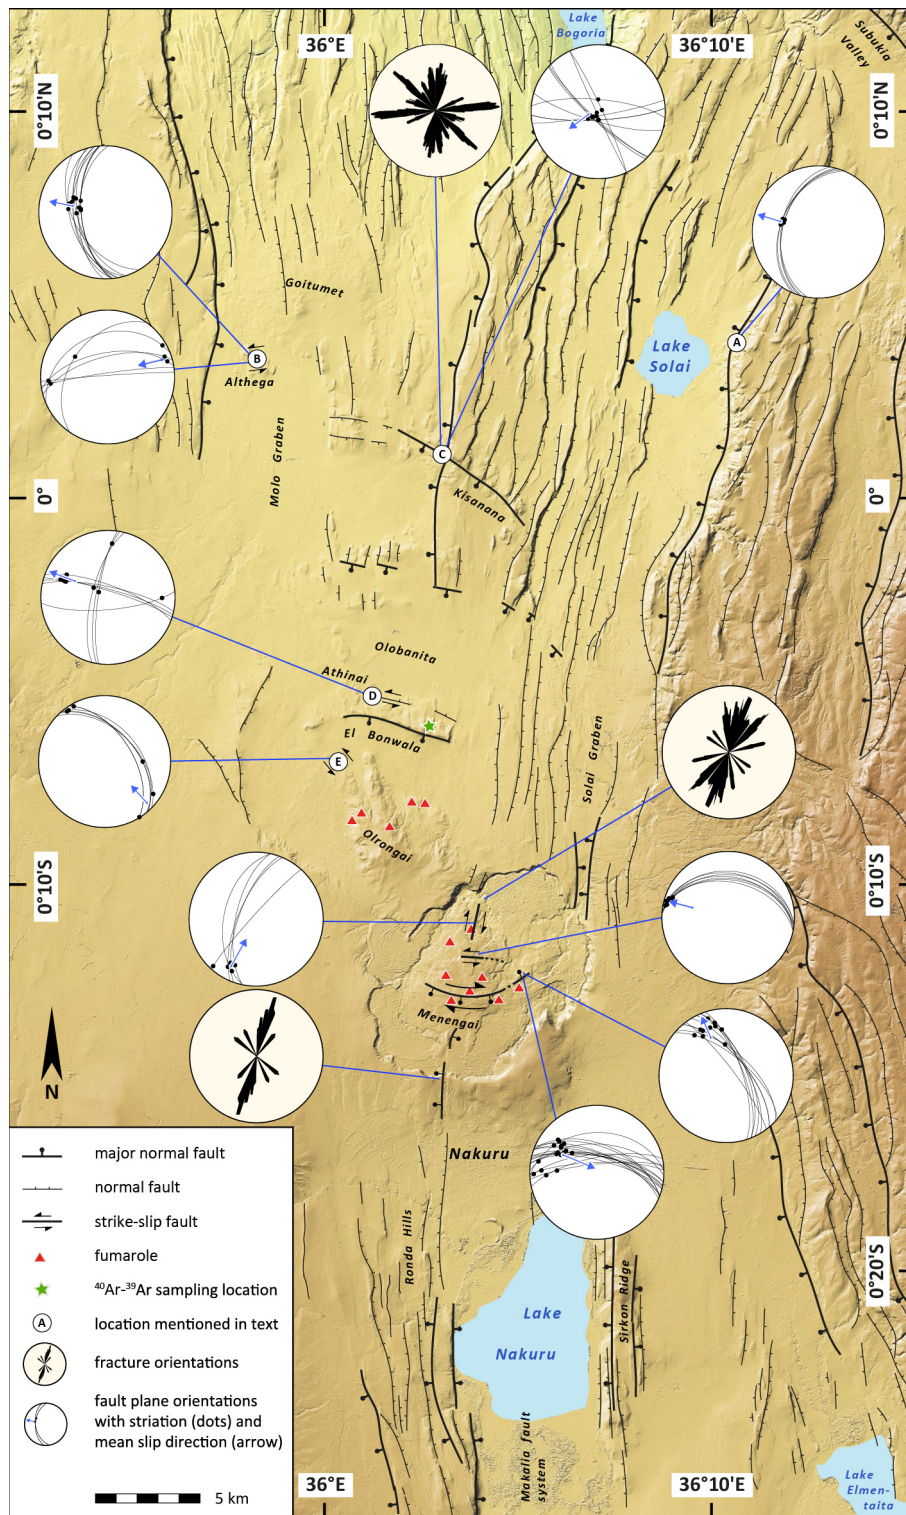 Lake
Bogoria
Subukia
Valley
36°E
36°10'E
0°10'N
0°10'N
Goitumet
A
Lake
Solai
B
Althega
Molo Graben
C
Kisanana
0°
0°
Olobanita
Athinai
D
El Bonwala
E
Solai Graben
Olrongai
0°10'S
0°10'S
Menengai
N
Nakuru
Ronda Hills
Sirkon Ridge
0°20'S
Lake
Nakuru
Makalia fault
system
36°E
36°10'E
Lake
Elmen-
taita
major normal fault
normal fault
strike-slip fault
fumarole
⁴⁰Ar-³⁹Ar sampling location
A location mentioned in text
fracture orientations
fault plane orientations
with striation (dots) and
mean slip direction (arrow)
5 km